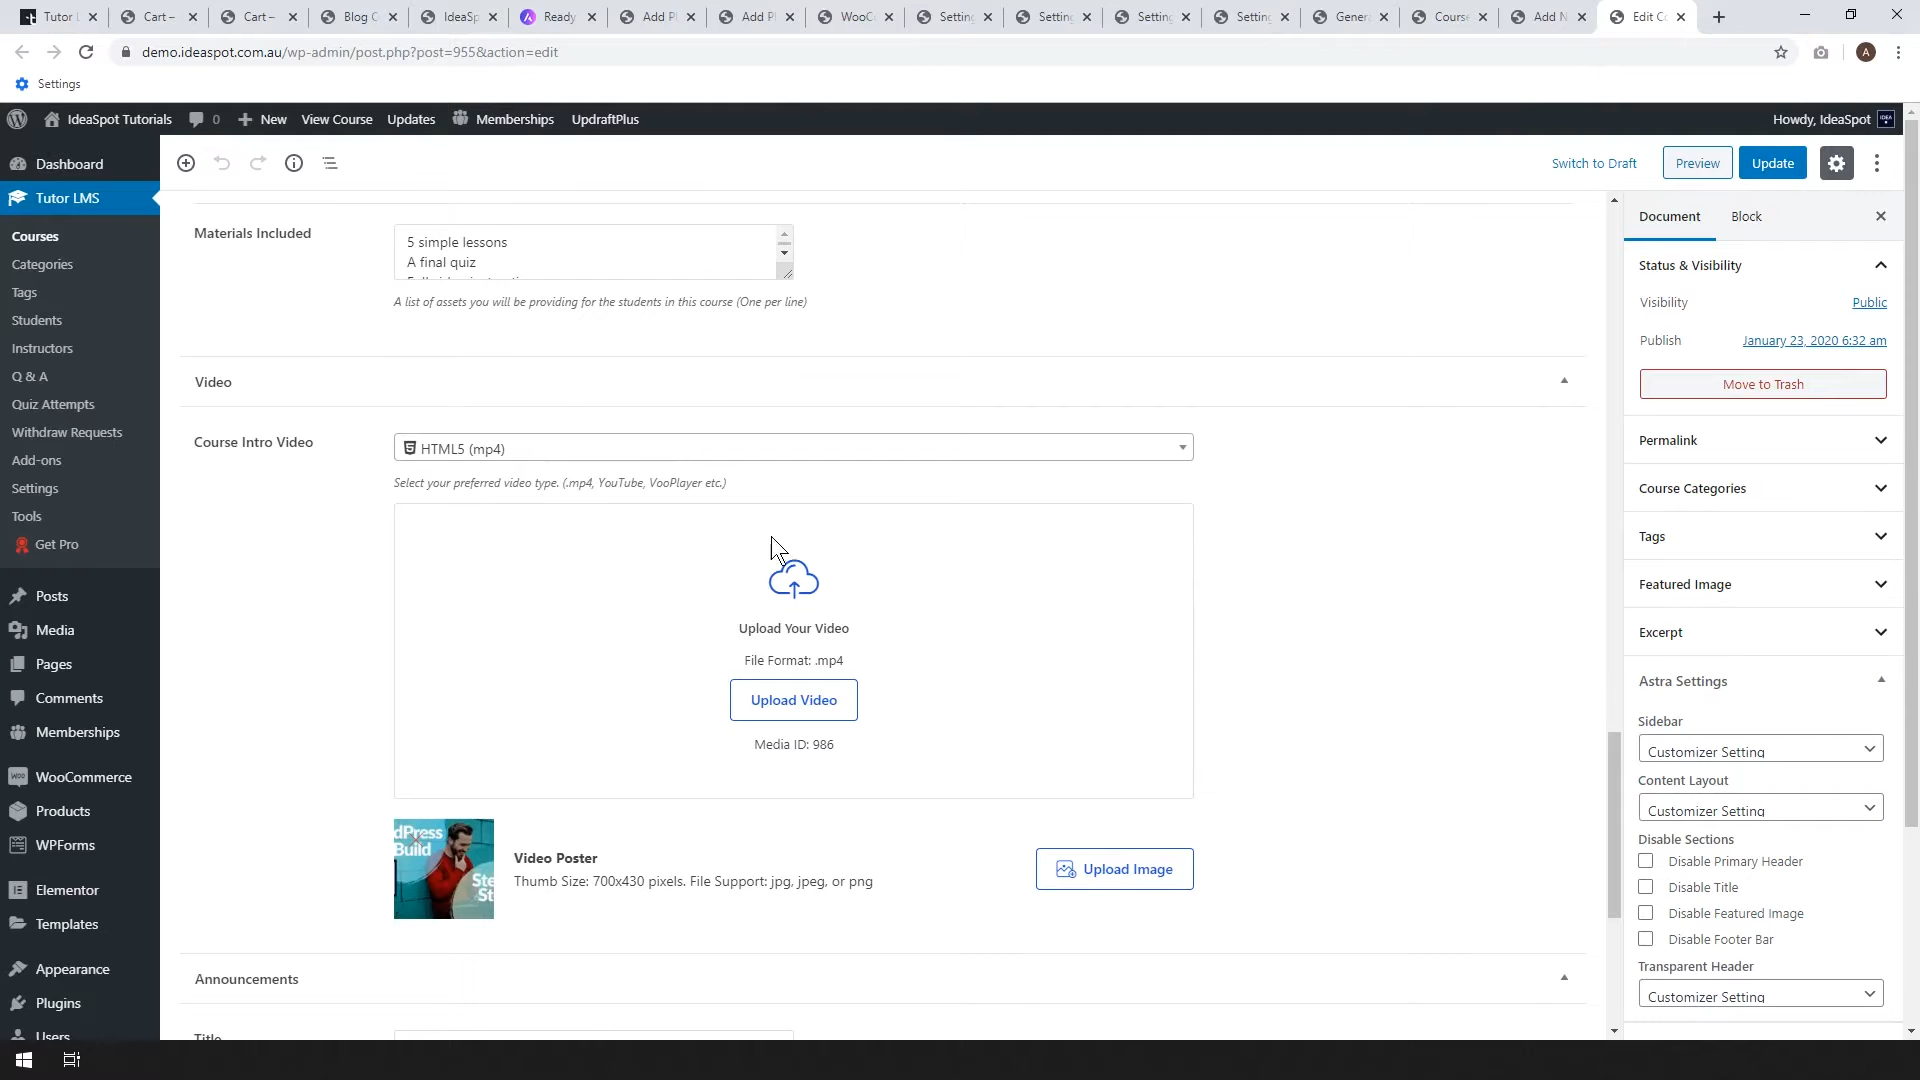 Tutor L
Cart –
Cart –
Blog C
IdeaSp
Ready
Add P
Add P
WooCo
Settin
Settin
Settin
Settin
Gener
Cours
Add N
Edit Co
demo.ideaspot.com.au/wp-admin/post.php?post=955&action=edit
A
Settings
IdeaSpot Tutorials
0
New
View Course
Updates
Memberships
UpdraftPlus
Howdy, IdeaSpot
Dashboard
Tutor LMS
Courses
Categories
Tags
Students
Instructors
Q & A
Quiz Attempts
Withdraw Requests
Add-ons
Settings
Tools
Get Pro
Posts
Media
Pages
Comments
Memberships
WooCommerce
Products
WPForms
Elementor
Templates
Appearance
Plugins
Users
Switch to Draft
Preview
Update
Materials Included
5 simple lessons
A final quiz
A list of assets you will be providing for the students in this course (One per line)
Video
Course Intro Video
HTML5 (mp4)
Select your preferred video type. (.mp4, YouTube, VooPlayer etc.)
Upload Your Video
File Format: .mp4
Upload Video
Media ID: 986
dPress
Build
Ste
St
Video Poster
Thumb Size: 700x430 pixels. File Support: jpg, jpeg, or png
Upload Image
Announcements
Title
Document
Block
Status & Visibility
Visibility
Public
Publish
January 23, 2020 6:32 am
Move to Trash
Permalink
Course Categories
Tags
Featured Image
Excerpt
Astra Settings
Sidebar
Customizer Setting
Content Layout
Customizer Setting
Disable Sections
Disable Primary Header
Disable Title
Disable Featured Image
Disable Footer Bar
Transparent Header
Customizer Setting